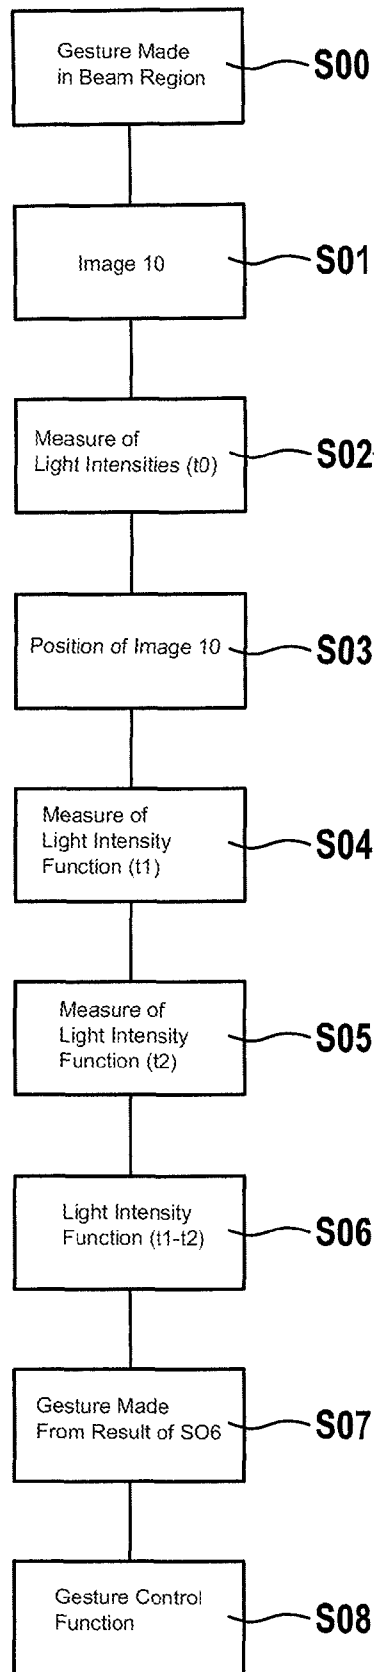 Gesture Made
in Beam Region
S00
Image 10
S01
Measure of
Light Intensities (t0)
S02
Position of Image 10
S03
Measure of
Light Intensity
Function (t1)
S04
Measure of
Light Intensity
Function (t2)
S05
Light Intensity
Function (t1-t2)
S06
Gesture Made
From Result of SO6
S07
Gesture Control
Function
S08